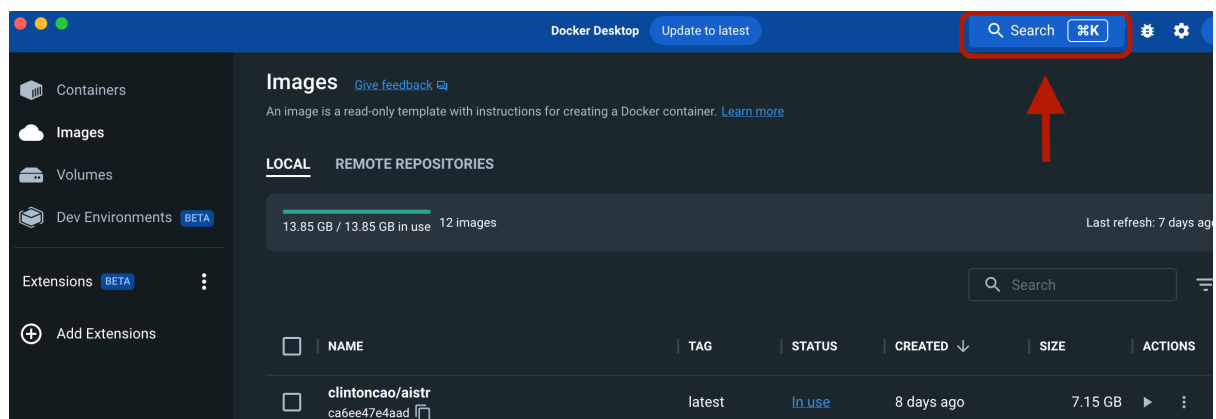 Docker Desktop Update to latest Search ⌘K
Containers
Images
Volumes
Dev Environments BETA
Extensions BETA
Add Extensions
Images Give feedback
An image is a read-only template with instructions for creating a Docker container. Learn more
LOCAL REMOTE REPOSITORIES
13.85 GB / 13.85 GB in use 12 images Last refresh: 7 days ago
Search
NAME TAG STATUS CREATED SIZE ACTIONS
clintoncao/aistr latest In use 8 days ago 7.15 GB
ca6ee47e4aad